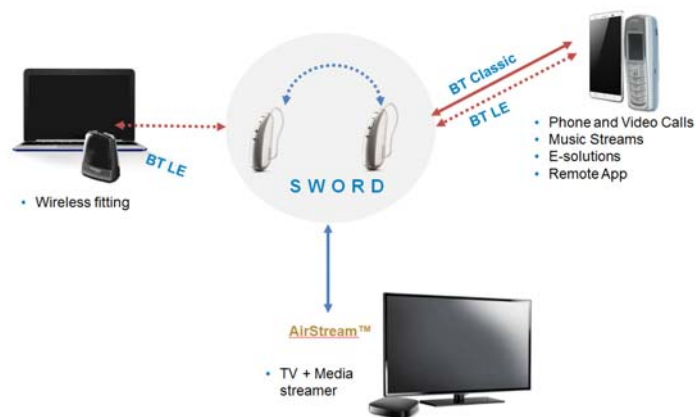 BT Classic
BT LE
• Phone and Video Calls
• Music Streams
• E-solutions
• Remote App
BT LE
• Wireless fitting
S W O R D
AirStream™
• TV + Media
streamer